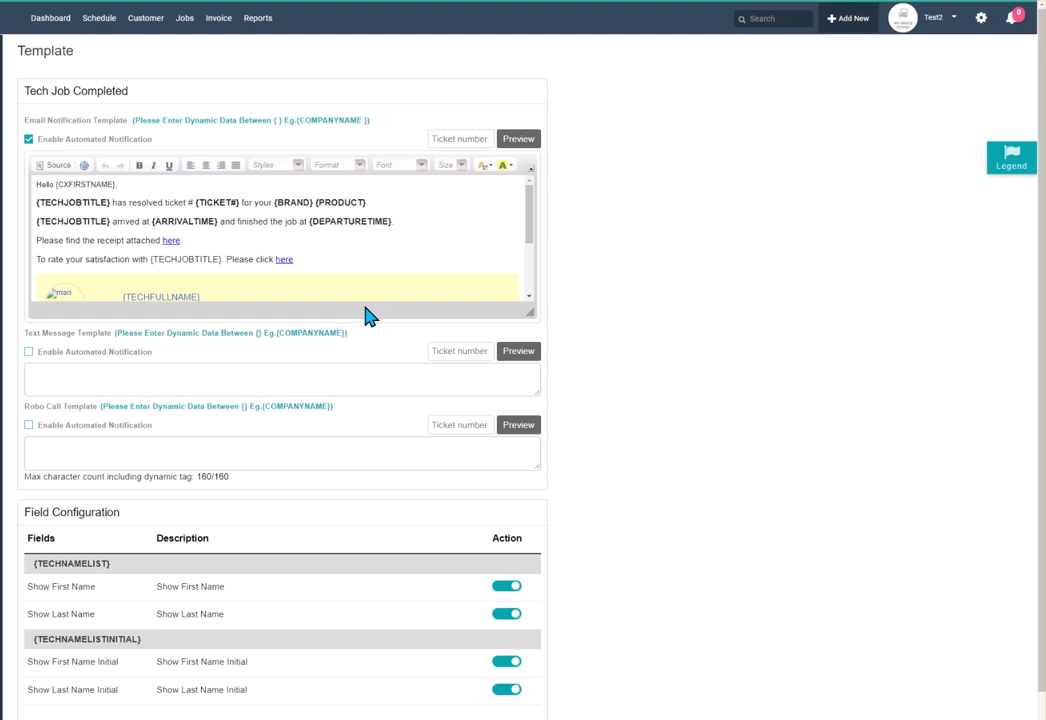 Dashboard Schedule Customer Jobs Invoice Reports Search Add New Test2 0
Template
Tech Job Completed
Legend
Email Notification Template (Please Enter Dynamic Data Between { } Eg.{COMPANYNAME })
Enable Automated Notification Ticket number Preview
Source B I U Styles Format Font Size A A
Hello {CXFIRSTNAME},
{TECHJOBTITLE} has resolved ticket # {TICKET#} for your {BRAND} {PRODUCT}.
{TECHJOBTITLE} arrived at {ARRIVALTIME} and finished the job at {DEPARTURETIME}.
Please find the receipt attached here.
To rate your satisfaction with {TECHJOBTITLE}. Please click here
man {TECHFULLNAME}
Text Message Template (Please Enter Dynamic Data Between {} Eg.{COMPANYNAME})
Enable Automated Notification Ticket number Preview
Robo Call Template (Please Enter Dynamic Data Between {} Eg.{COMPANYNAME})
Enable Automated Notification Ticket number Preview
Max character count including dynamic tag: 160/160
Field Configuration
Fields Description Action
{TECHNAMELIST}
Show First Name Show First Name
Show Last Name Show Last Name
{TECHNAMELISTINITIAL}
Show First Name Initial Show First Name Initial
Show Last Name Initial Show Last Name Initial